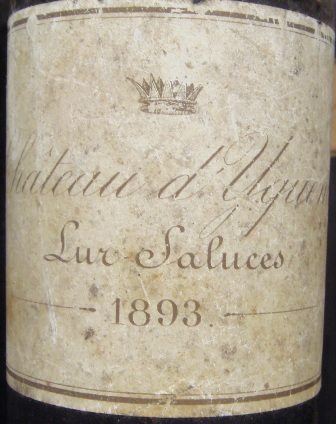 Château d'Yquem
Lur-Saluces
1893